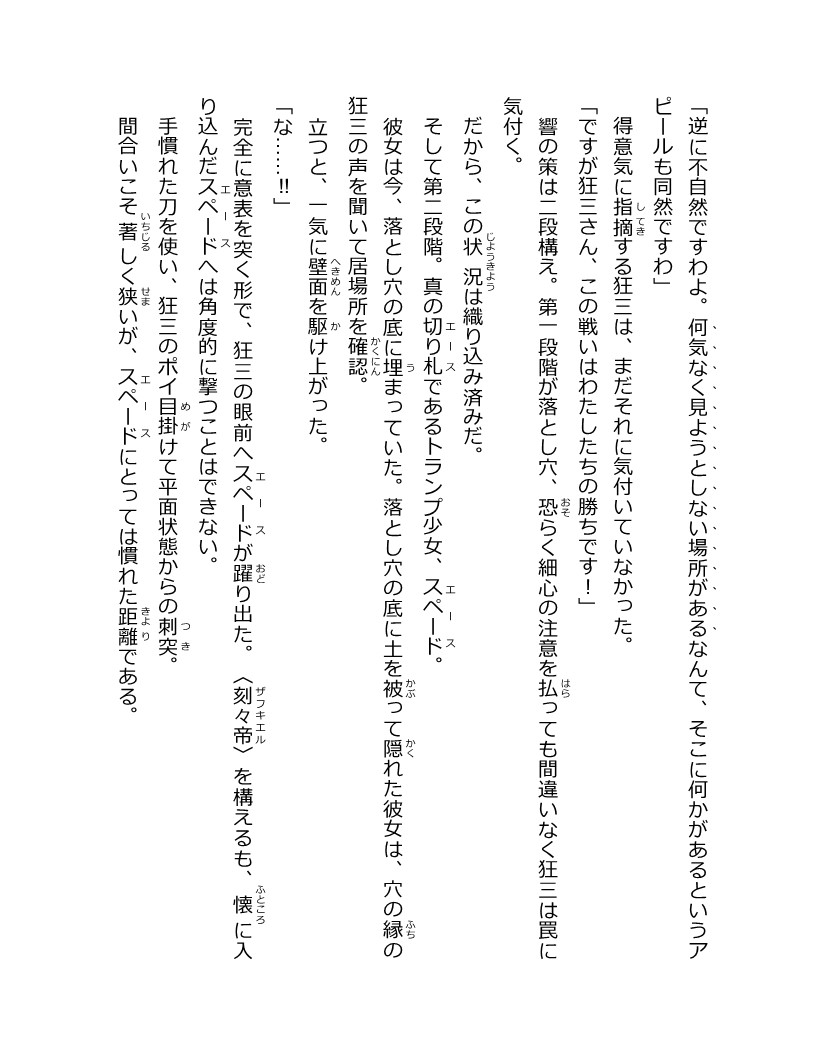 「逆に不自然ですわよ。何気なく見ようとしない場所があるなんて、そこに何かがあるというア
ピールも同然ですわ」
得意気に指摘する狂三は、まだそれに気付いていなかった。
「ですが狂三さん、この戦いはわたしたちの勝ちです！」
響の策は二段構え。第一段階が落とし穴、恐らく細心の注意を払っても間違いなく狂三は罠に
気付く。
だから、この状況は織り込み済みだ。
そして第二段階。真の切り札であるトランプ少女、スペード。
彼女は今、落とし穴の底に埋まっていた。落とし穴の底に土を被って隠れた彼女は、穴の縁の
狂三の声を聞いて居場所を確認。
立つと、一気に壁面を駆け上がった。
「な……‼」
完全に意表を突く形で、狂三の眼前へスペードが躍り出た。〈刻々帝〉を構えるも、懐に入
り込んだスペードへは角度的に撃つことはできない。
手慣れた刀を使い、狂三のポイ目掛けて平面状態からの刺突。
間合いこそ著しく狭いが、スペードにとっては慣れた距離である。